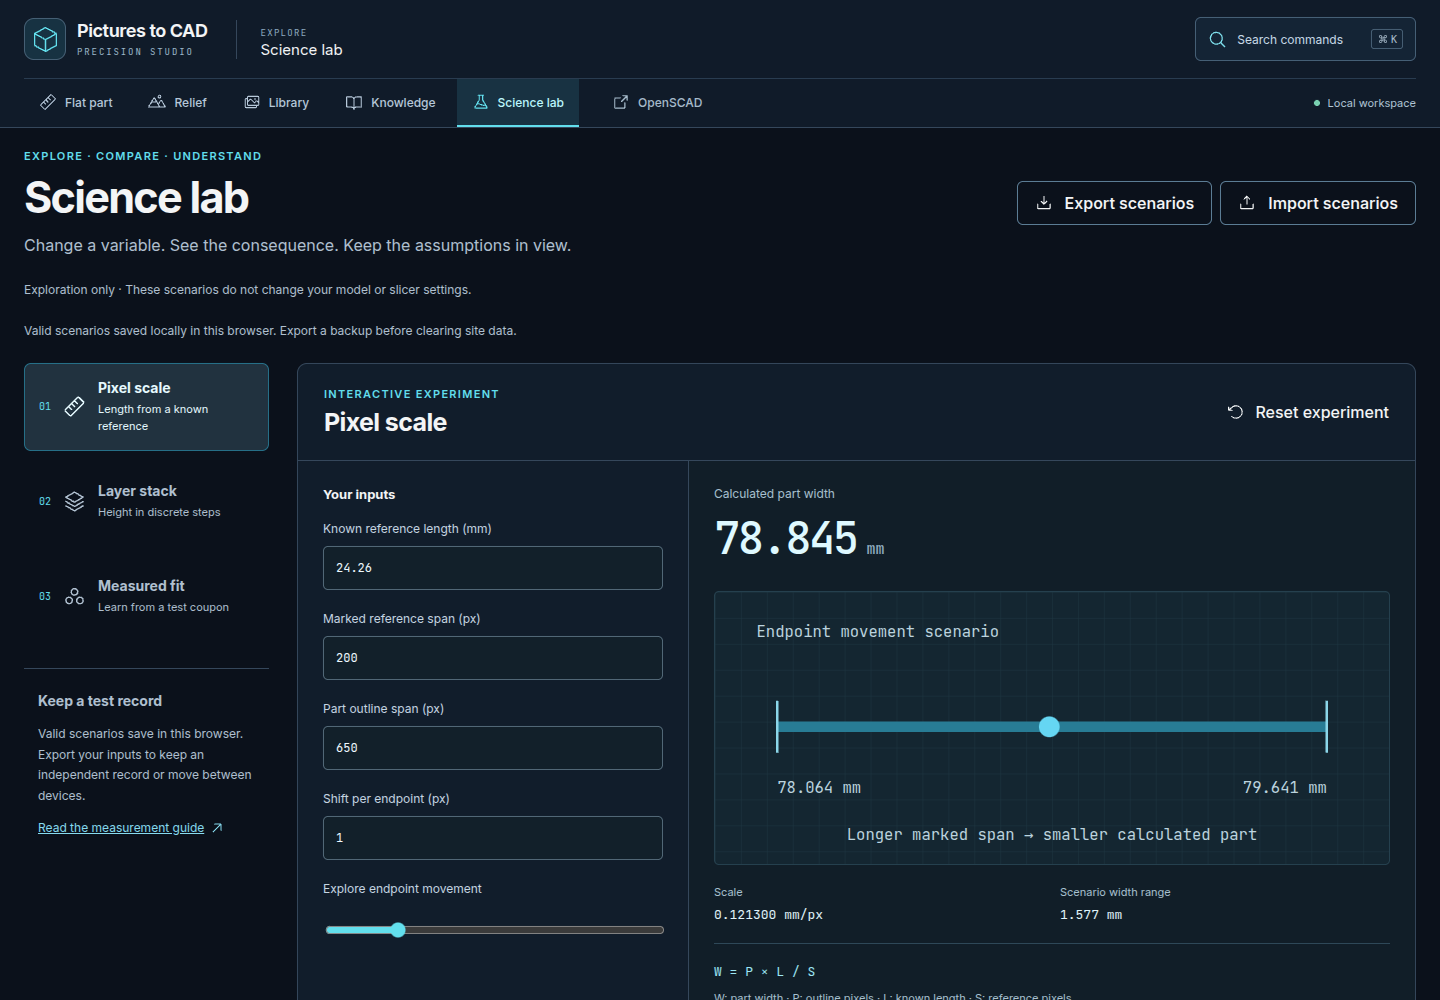 Pictures to CAD
PRECISION STUDIO
EXPLORE
Science lab
Search commands
⌘ K
Flat part
Relief
Library
Knowledge
Science lab
OpenSCAD
Local workspace
EXPLORE · COMPARE · UNDERSTAND
Science lab
Export scenarios
Import scenarios
Change a variable. See the consequence. Keep the assumptions in view.
Exploration only · These scenarios do not change your model or slicer settings.
Valid scenarios saved locally in this browser. Export a backup before clearing site data.
01
Pixel scale
Length from a known
reference
02
Layer stack
Height in discrete steps
03
Measured fit
Learn from a test coupon
Keep a test record
Valid scenarios save in this browser.
Export your inputs to keep an
independent record or move between
devices.
Read the measurement guide
INTERACTIVE EXPERIMENT
Pixel scale
Reset experiment
Your inputs
Known reference length (mm)
24.26
Marked reference span (px)
200
Part outline span (px)
650
Shift per endpoint (px)
1
Explore endpoint movement
Calculated part width
78.845 mm
Endpoint movement scenario
78.064 mm
79.641 mm
Longer marked span → smaller calculated part
Scale
0.121300 mm/px
Scenario width range
1.577 mm
W = P × L / S
W: part width · P: outline pixels · L: known length · S: reference pixels